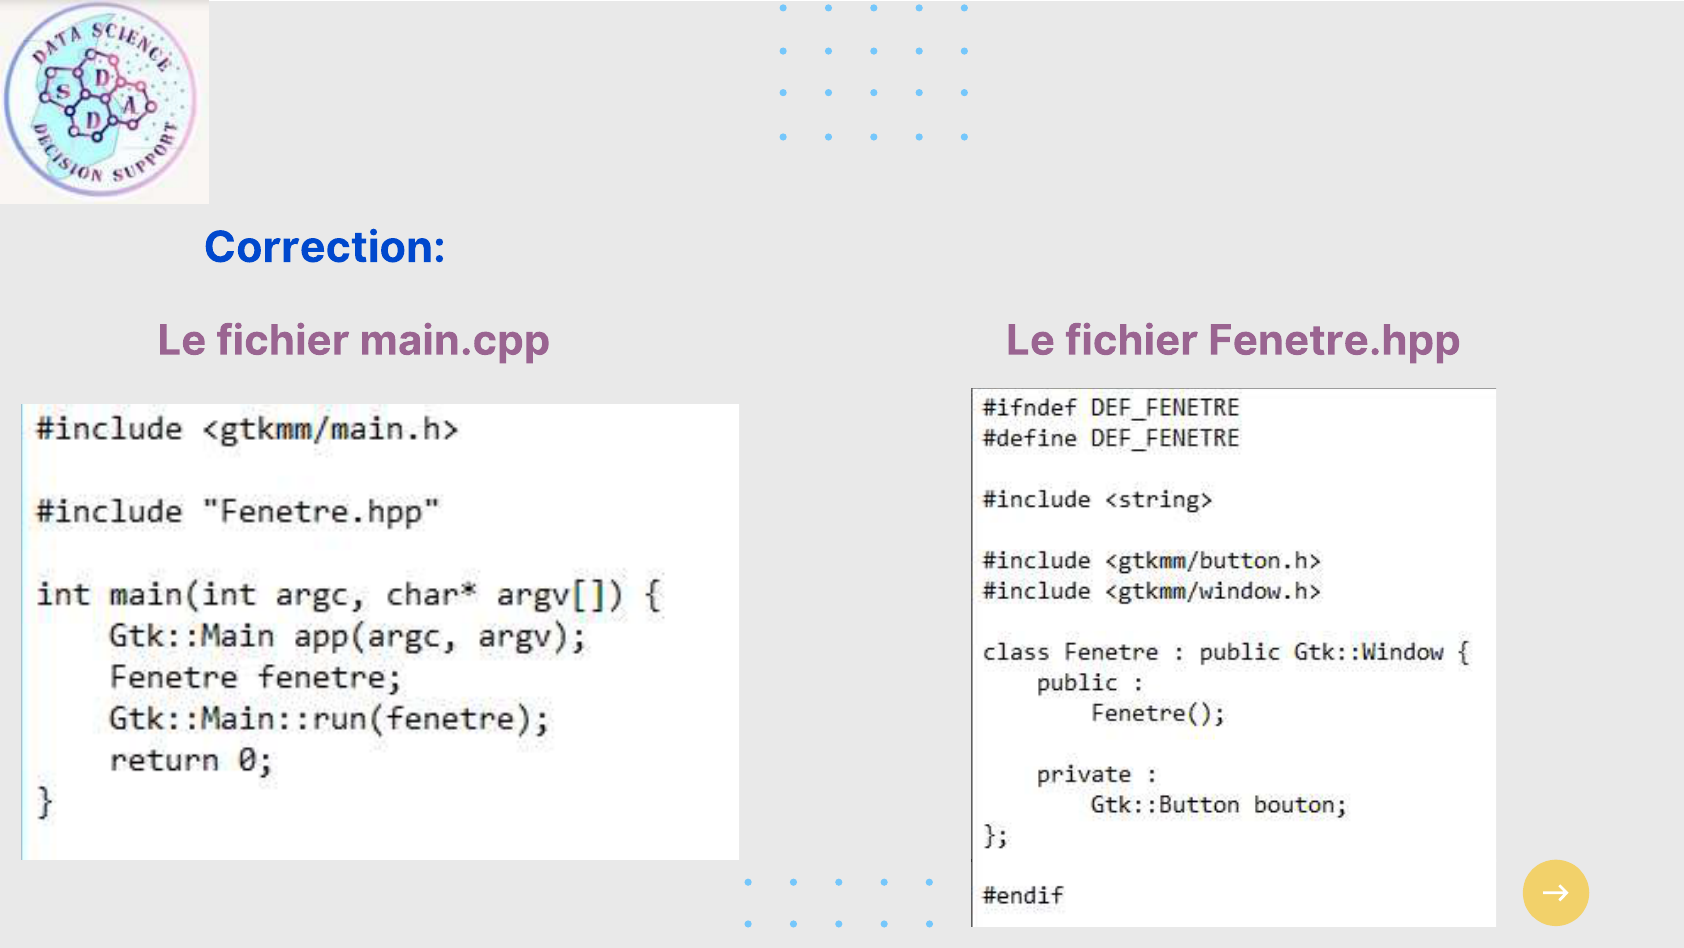 DATA SCIENCE
S D D A
DECISION SUPPORT
Correction:
Le fichier main.cpp
#include <gtkmm/main.h>
#include "Fenetre.hpp"
int main(int argc, char* argv[]) {
Gtk::Main app(argc, argv);
Fenetre fenetre;
Gtk::Main::run(fenetre);
return 0;
}
Le fichier Fenetre.hpp
#ifndef DEF_FENETRE
#define DEF_FENETRE
#include <string>
#include <gtkmm/button.h>
#include <gtkmm/window.h>
class Fenetre : public Gtk::Window {
public :
Fenetre();
private :
Gtk::Button bouton;
};
#endif